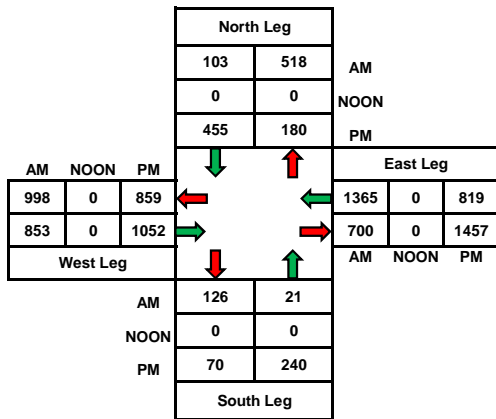 North Leg
103 518 AM
0 0 NOON
455 180 PM
AM NOON PM East Leg
998 0 859 1365 0 819
853 0 1052 700 0 1457
West Leg AM NOON PM
AM 126 21
NOON 0 0
PM 70 240
South Leg